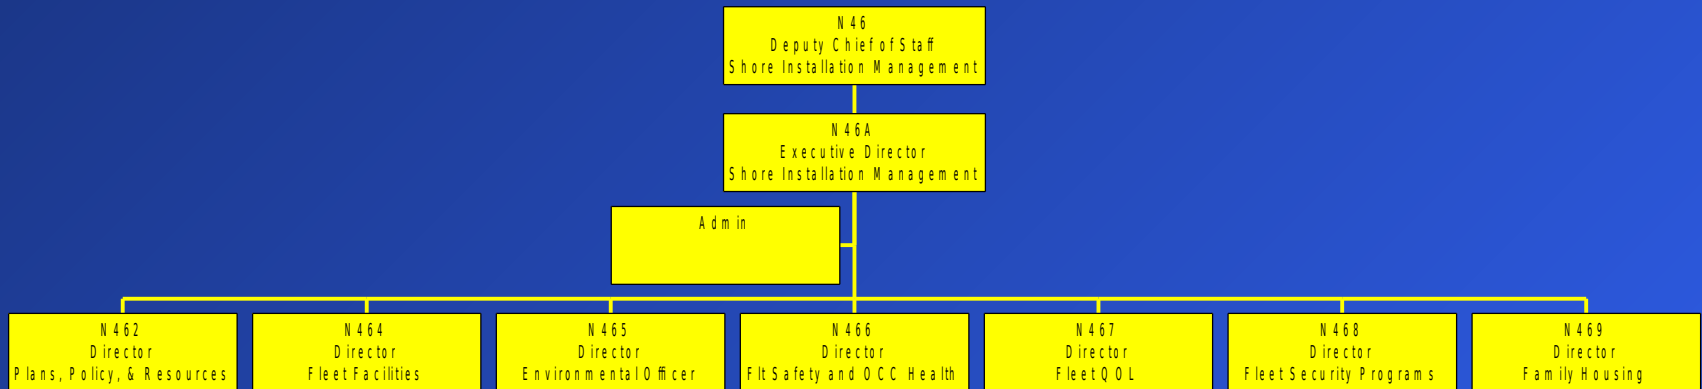 N46
Deputy Chief of Staff
Shore Installation Management
N46A
Executive Director
Shore Installation Management
Admin
N462
Director
Plans, Policy, & Resources
N464
Director
Fleet Facilities
N465
Director
Environmental Officer
N466
Director
Flt Safety and OCC Health
N467
Director
Fleet QOL
N468
Director
Fleet Security Programs
N469
Director
Family Housing